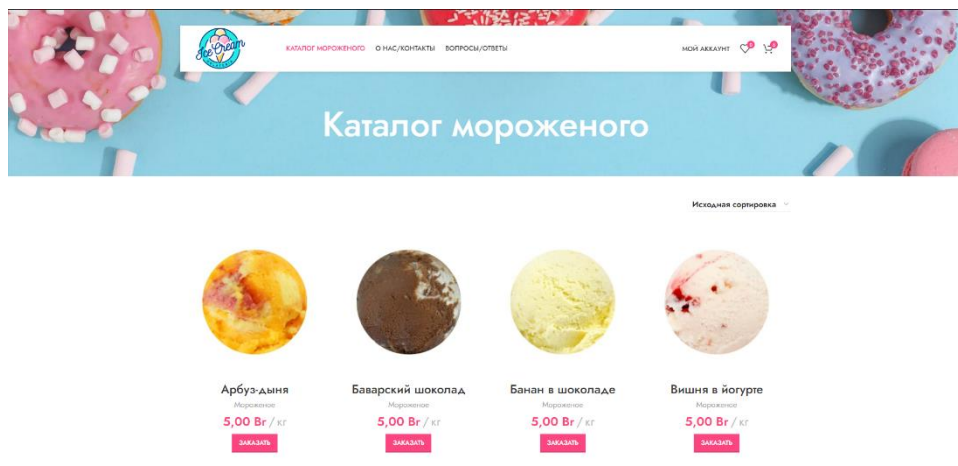 Ice Cream
КАТАЛОГ МОРОЖЕНОГО О НАС/КОНТАКТЫ ВОПРОСЫ/ОТВЕТЫ МОЙ АККАУНТ 0 0
Каталог мороженого
Исходная сортировка
Арбуз-дыня Баварский шоколад Банан в шоколаде Вишня в йогурте
Мороженое Мороженое Мороженое Мороженое
5,00 Br / кг 5,00 Br / кг 5,00 Br / кг 5,00 Br / кг
ЗАКАЗАТЬ ЗАКАЗАТЬ ЗАКАЗАТЬ ЗАКАЗАТЬ